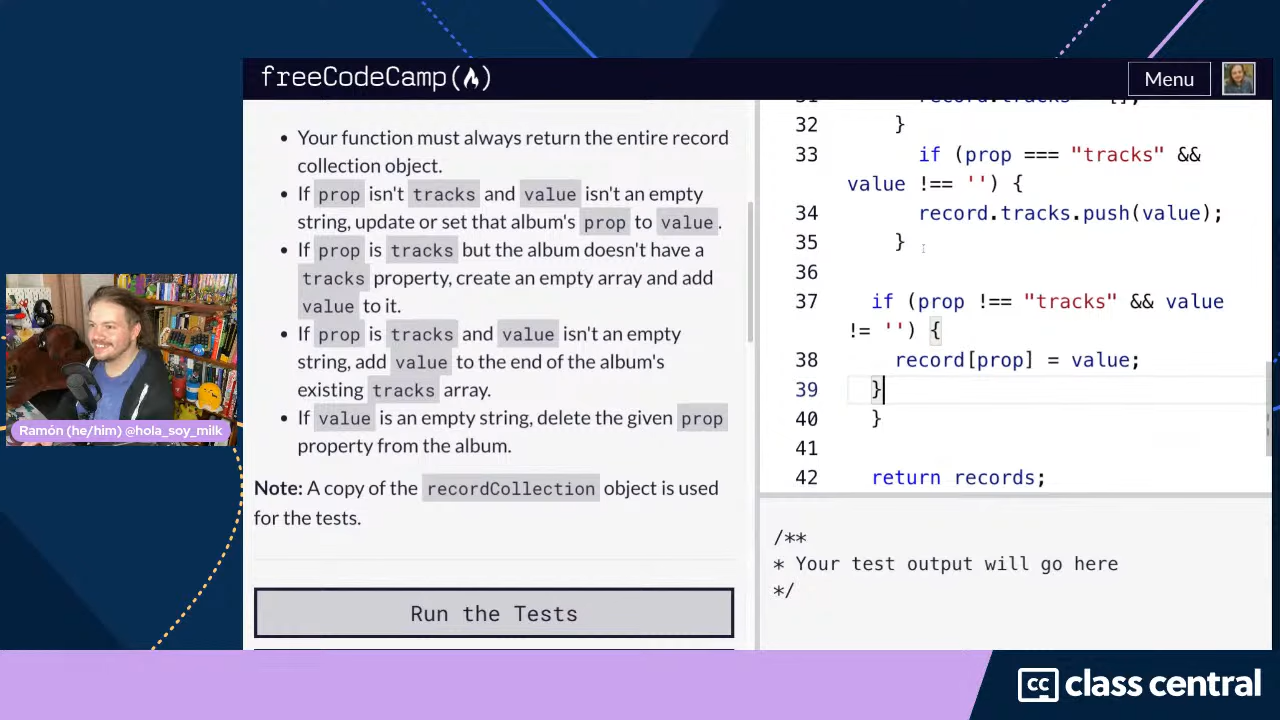 freeCodeCamp
Menu
• Your function must always return the entire record
collection object.
• If prop isn't tracks and value isn't an empty
string, update or set that album's prop to value.
• If prop is tracks but the album doesn't have a
tracks property, create an empty array and add
value to it.
• If prop is tracks and value isn't an empty
string, add value to the end of the album's
existing tracks array.
• If value is an empty string, delete the given prop
property from the album.
Note: A copy of the recordCollection object is used
for the tests.
Run the Tests
31 record.tracks = [];
32 }
33 if (prop === "tracks" &&
value !== '') {
34 record.tracks.push(value);
35 }
36
37 if (prop !== "tracks" && value
!= '') {
38 record[prop] = value;
39 }
40 }
41
42 return records;
/**
* Your test output will go here
*/
Ramón (he/him) @hola_soy_milk
cc class central